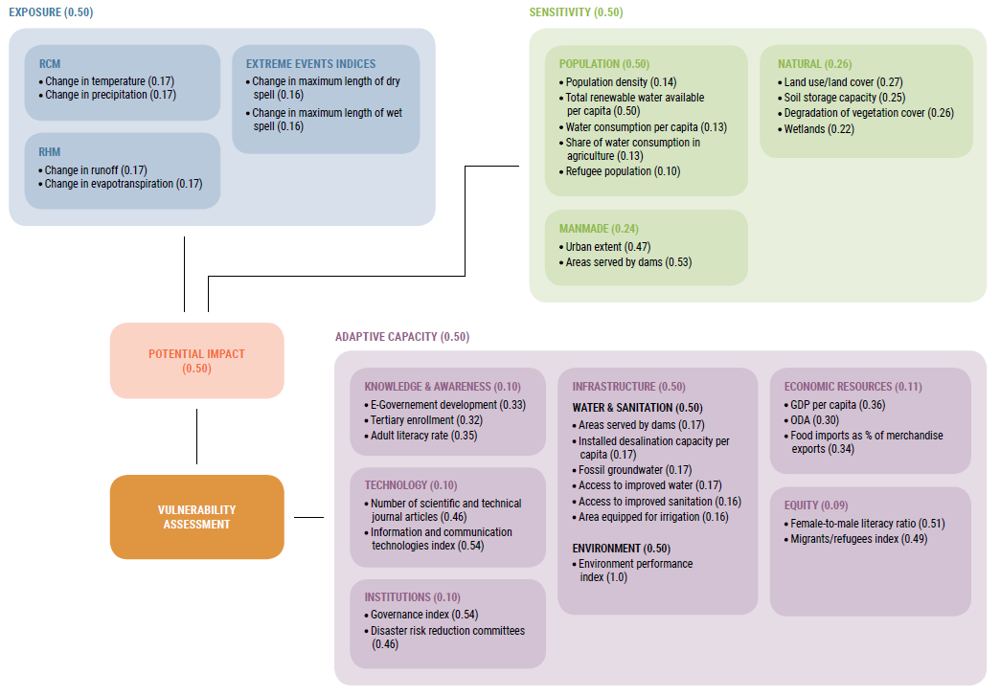 EXPOSURE (0.50)
RCM
• Change in temperature (0.17)
• Change in precipitation (0.17)
RHM
• Change in runoff (0.17)
• Change in evapotranspiration (0.17)
EXTREME EVENTS INDICES
• Change in maximum length of dry
spell (0.16)
• Change in maximum length of wet
spell (0.16)
SENSITIVITY (0.50)
POPULATION (0.50)
• Population density (0.14)
• Total renewable water available
per capita (0.50)
• Water consumption per capita (0.13)
• Share of water consumption in
agriculture (0.13)
• Refugee population (0.10)
MANMADE (0.24)
• Urban extent (0.47)
• Areas served by dams (0.53)
NATURAL (0.26)
• Land use/land cover (0.27)
• Soil storage capacity (0.25)
• Degradation of vegetation cover (0.26)
• Wetlands (0.22)
POTENTIAL IMPACT
(0.50)
VULNERABILITY
ASSESSMENT
ADAPTIVE CAPACITY (0.50)
KNOWLEDGE & AWARENESS (0.10)
• E-Governement development (0.33)
• Tertiary enrollment (0.32)
• Adult literacy rate (0.35)
TECHNOLOGY (0.10)
• Number of scientific and technical
journal articles (0.46)
• Information and communication
technologies index (0.54)
INSTITUTIONS (0.10)
• Governance index (0.54)
• Disaster risk reduction committees
(0.46)
INFRASTRUCTURE (0.50)
WATER & SANITATION (0.50)
• Areas served by dams (0.17)
• Installed desalination capacity per
capita (0.17)
• Fossil groundwater (0.17)
• Access to improved water (0.17)
• Access to improved sanitation (0.16)
• Area equipped for irrigation (0.16)
ENVIRONMENT (0.50)
• Environment performance
index (1.0)
ECONOMIC RESOURCES (0.11)
• GDP per capita (0.36)
• ODA (0.30)
• Food imports as % of merchandise
exports (0.34)
EQUITY (0.09)
• Female-to-male literacy ratio (0.51)
• Migrants/refugees index (0.49)